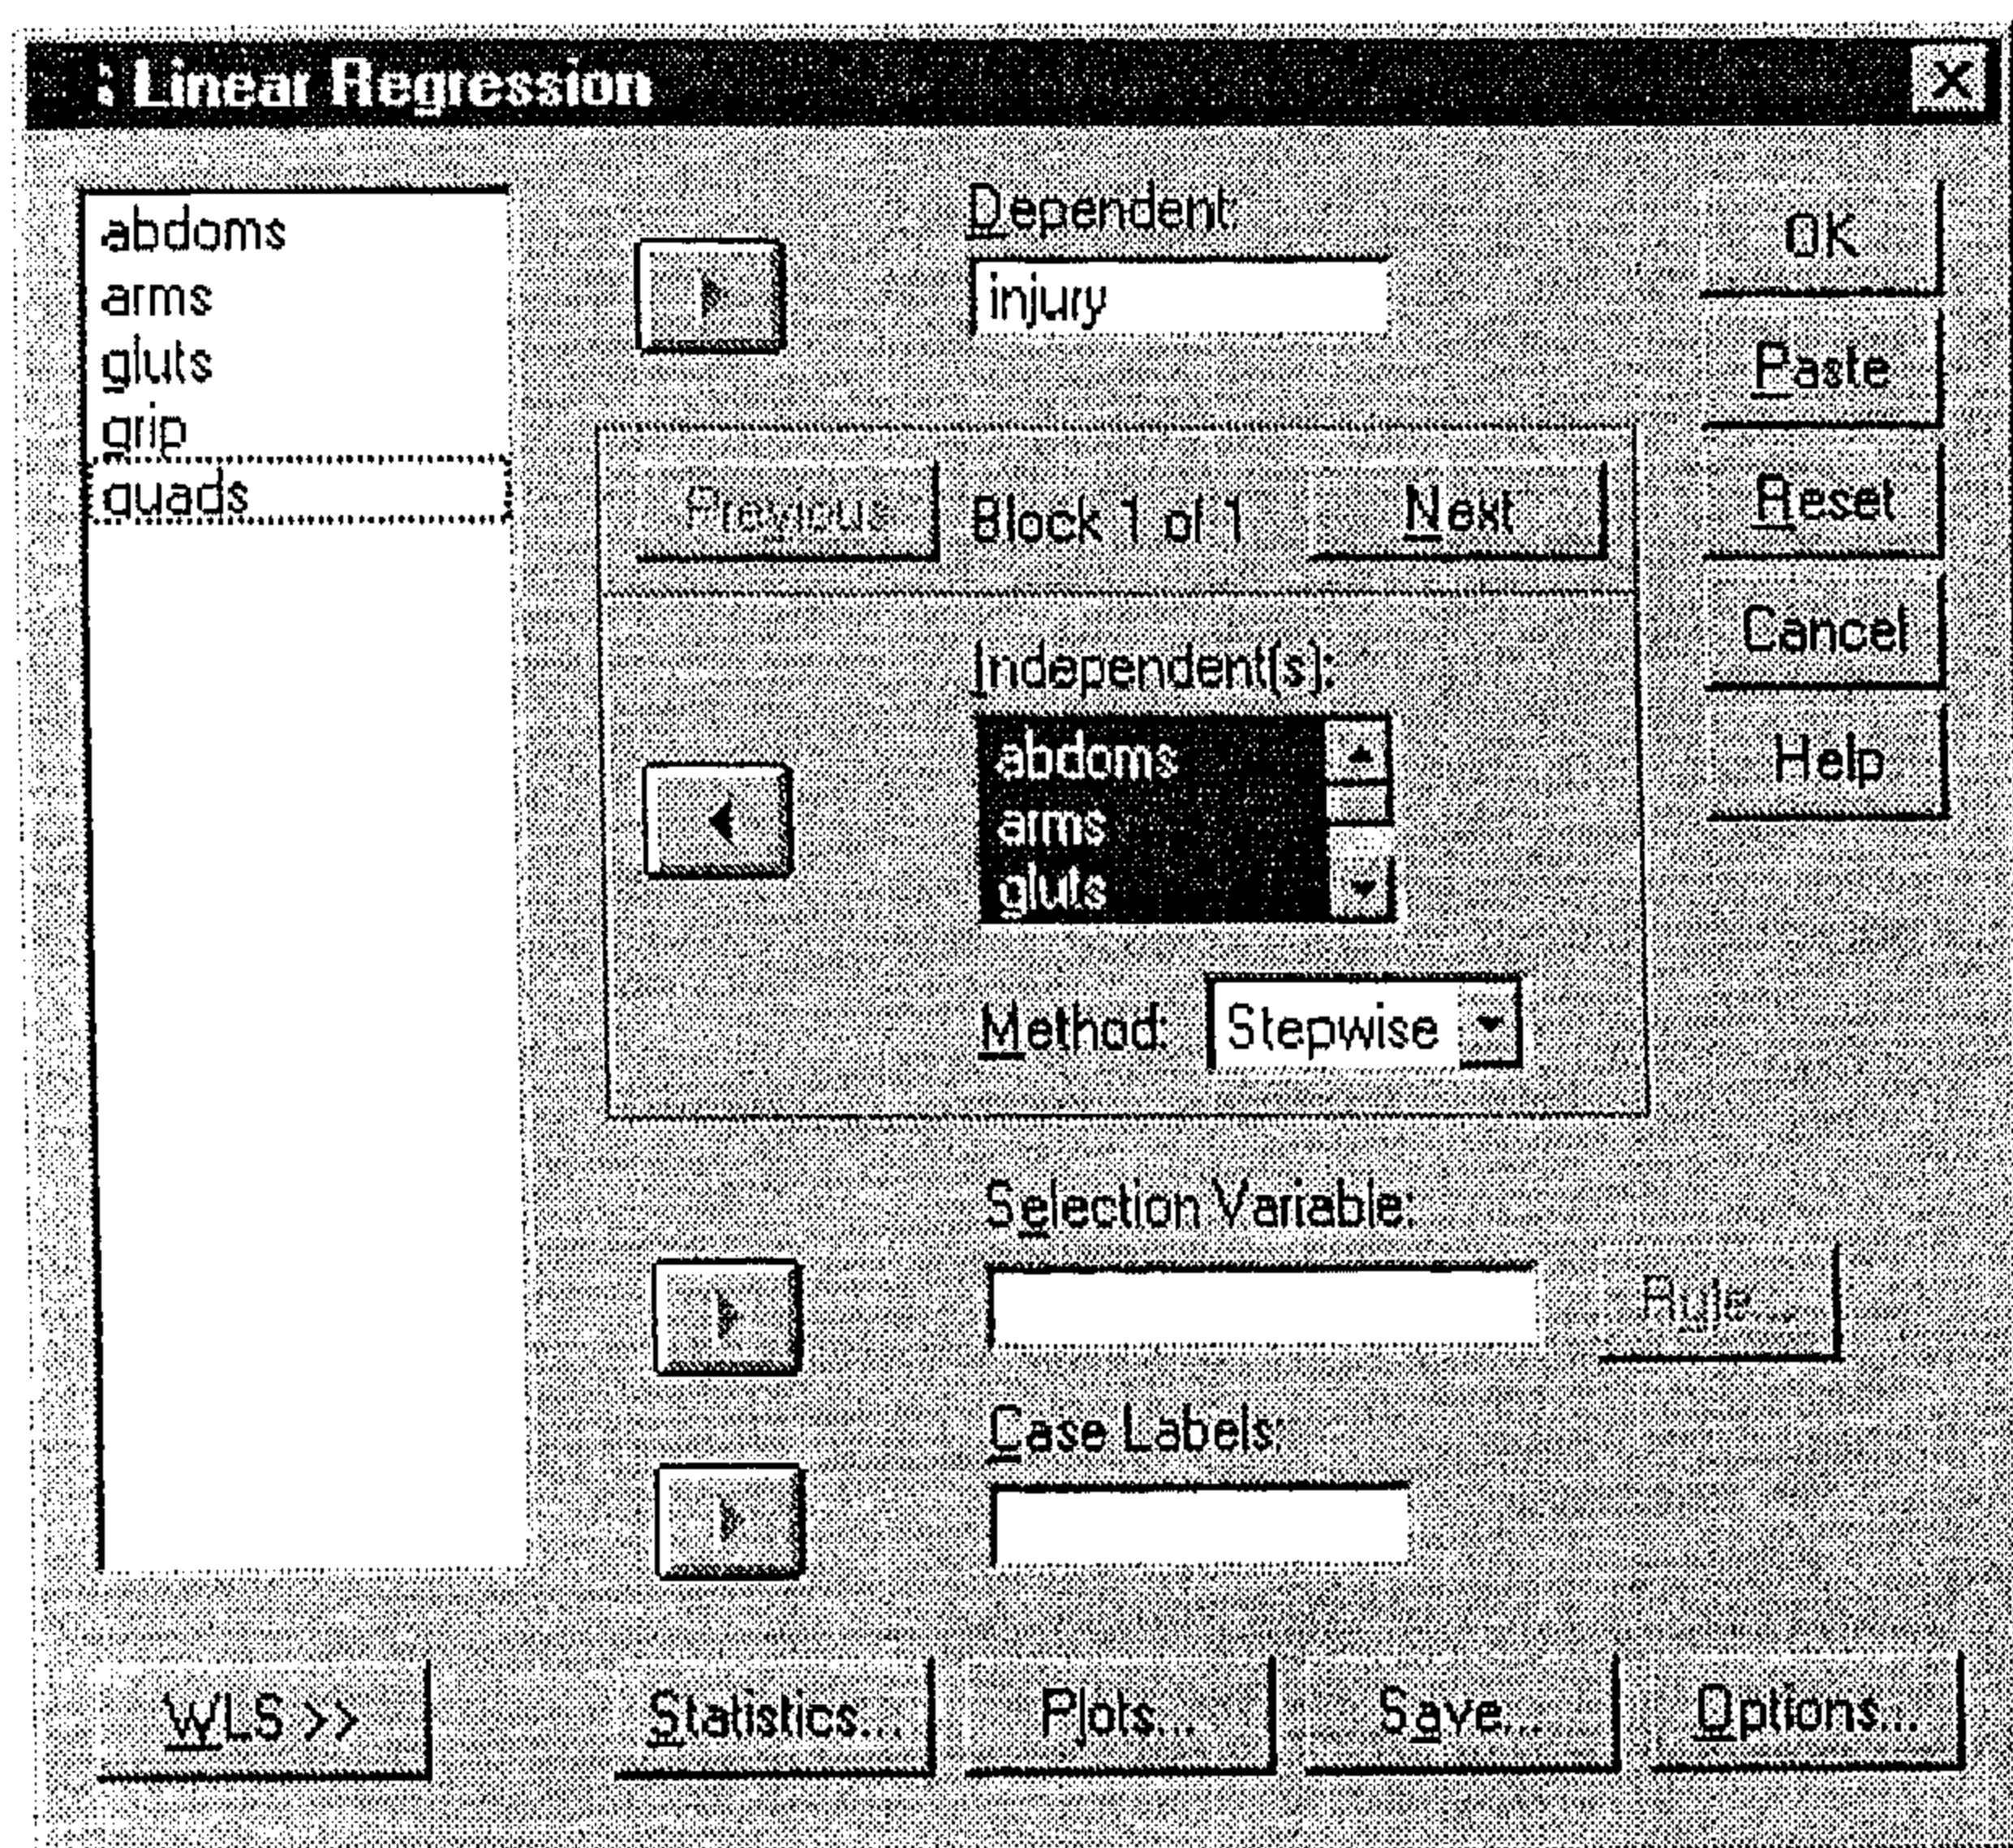 Linear Regression
abdoms
arms
gluts
grip
quads
Dependent:
injury
Previous
Block 1 of 1
Next
Independent(s):
abdoms
arms
gluts
Method:
Stepwise
Selection Variable:
Rule...
Case Labels:
OK
Paste
Reset
Cancel
Help
WLS >>
Statistics...
Plots...
Save...
Options...